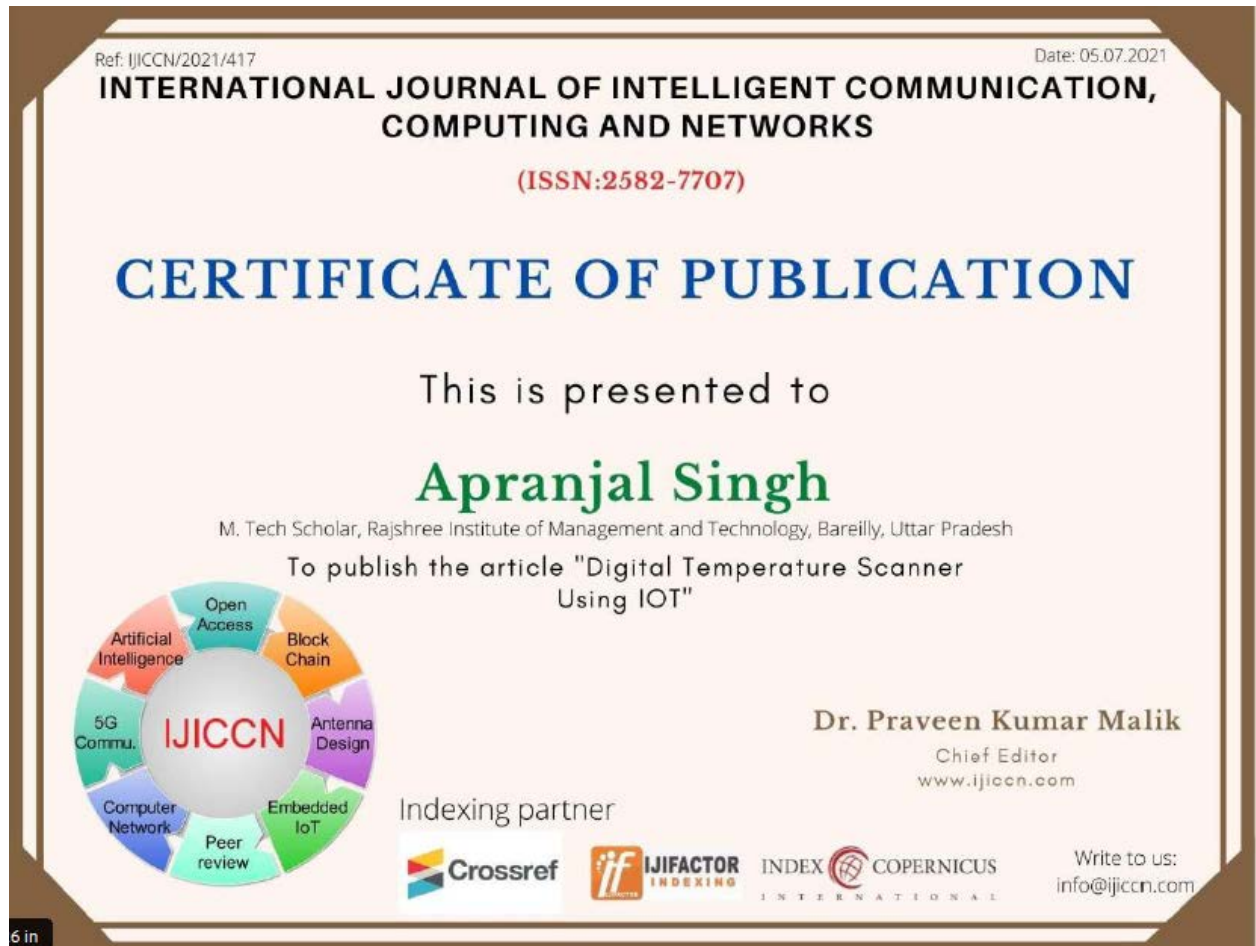 Ref: IJICCN/2021/417
Date: 05.07.2021
INTERNATIONAL JOURNAL OF INTELLIGENT COMMUNICATION,
COMPUTING AND NETWORKS
(ISSN:2582-7707)
CERTIFICATE OF PUBLICATION
This is presented to
Apranjal Singh
M. Tech Scholar, Rajshree Institute of Management and Technology, Bareilly, Uttar Pradesh
To publish the article "Digital Temperature Scanner
Using IOT"
Open
Access
Block
Chain
Antenna
Design
Embedded
IoT
Peer
review
Computer
Network
5G
Commu.
Artificial
Intelligence
IJICCN
Dr. Praveen Kumar Malik
Chief Editor
www.ijiccn.com
Indexing partner
Crossref
if
IJIFACTOR
INDEXING
INDEX COPERNICUS
INTERNATIONAL
Write to us:
info@ijiccn.com
6 in